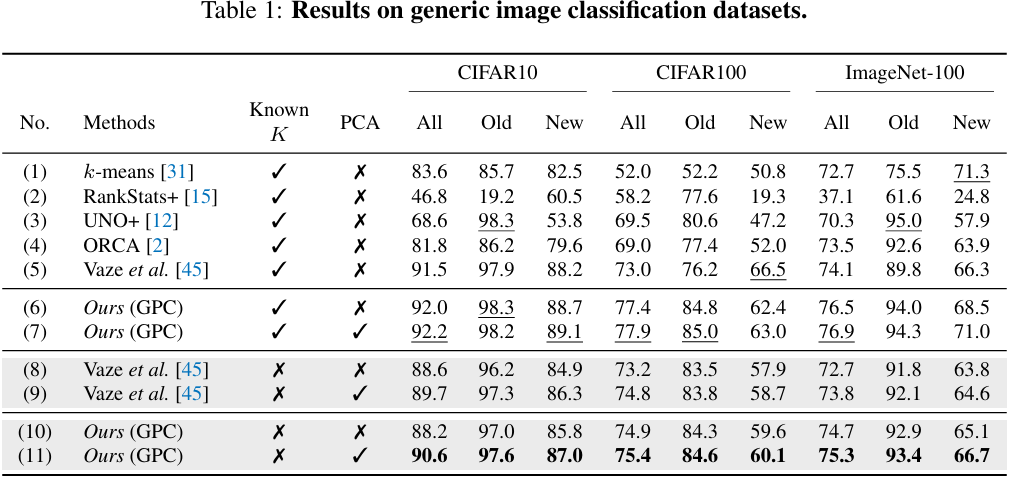 Table 1: Results on generic image classification datasets.
CIFAR10 CIFAR100 ImageNet-100
No. Methods Known K PCA All Old New All Old New All Old New
(1) k-means [31] ✓ ✗ 83.6 85.7 82.5 52.0 52.2 50.8 72.7 75.5 71.3
(2) RankStats+ [15] ✓ ✗ 46.8 19.2 60.5 58.2 77.6 19.3 37.1 61.6 24.8
(3) UNO+ [12] ✓ ✗ 68.6 98.3 53.8 69.5 80.6 47.2 70.3 95.0 57.9
(4) ORCA [2] ✓ ✗ 81.8 86.2 79.6 69.0 77.4 52.0 73.5 92.6 63.9
(5) Vaze et al. [45] ✓ ✗ 91.5 97.9 88.2 73.0 76.2 66.5 74.1 89.8 66.3
(6) Ours (GPC) ✓ ✗ 92.0 98.3 88.7 77.4 84.8 62.4 76.5 94.0 68.5
(7) Ours (GPC) ✓ ✓ 92.2 98.2 89.1 77.9 85.0 63.0 76.9 94.3 71.0
(8) Vaze et al. [45] ✗ ✗ 88.6 96.2 84.9 73.2 83.5 57.9 72.7 91.8 63.8
(9) Vaze et al. [45] ✗ ✓ 89.7 97.3 86.3 74.8 83.8 58.7 73.8 92.1 64.6
(10) Ours (GPC) ✗ ✗ 88.2 97.0 85.8 74.9 84.3 59.6 74.7 92.9 65.1
(11) Ours (GPC) ✗ ✓ 90.6 97.6 87.0 75.4 84.6 60.1 75.3 93.4 66.7